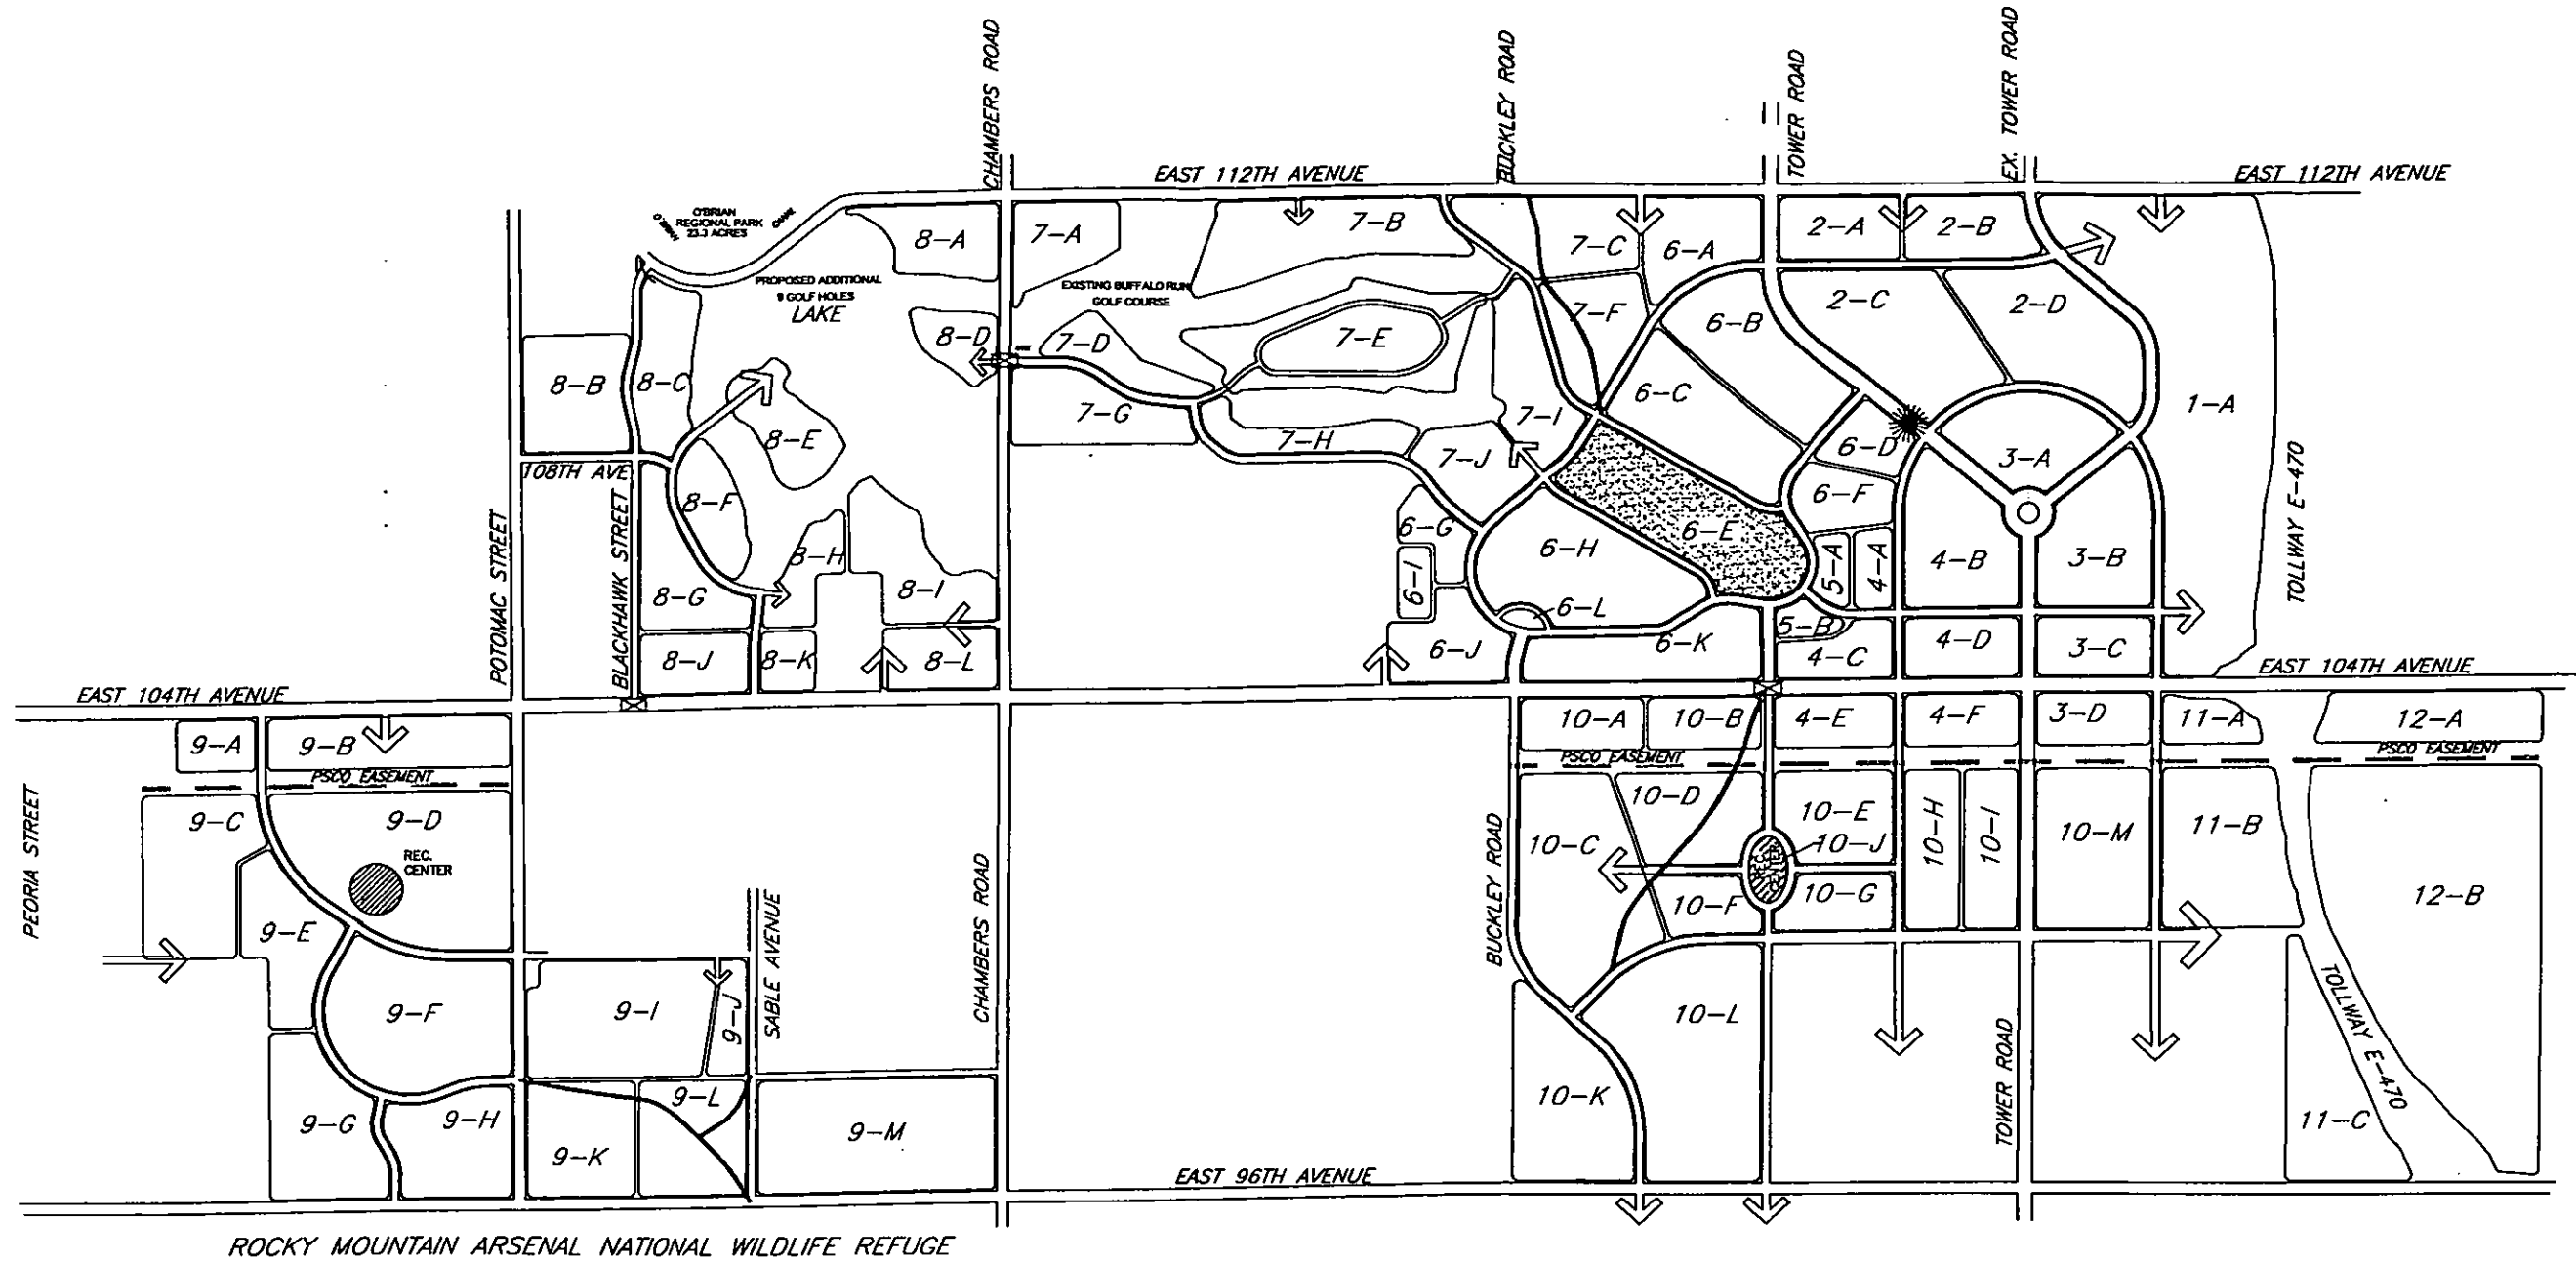 CHAMBERS ROAD
BUCKLEY ROAD
TOWER ROAD
EX. TOWER ROAD
EAST 112TH AVENUE
EAST 112TH AVENUE
O'BRIAN
REGIONAL PARK
23.3 ACRES
8-A
7-A
7-B
7-C
6-A
2-A
2-B
PROPOSED ADDITIONAL
9 GOLF HOLES
LAKE
EXISTING BUFFALO RUN
GOLF COURSE
7-F
6-B
2-C
2-D
8-B
8-C
8-D
7-D
7-E
7-G
7-I
6-C
1-A
8-E
7-H
7-J
6-D
3-A
108TH AVE
8-F
6-F
TOLLWAY E-470
POTOMAC STREET
BLACKHAWK STREET
8-H
6-G
6-H
6-E
5-A
4-A
4-B
3-B
8-G
8-I
6-I
6-L
5-B
8-J
8-K
8-L
6-J
6-K
4-C
4-D
3-C
EAST 104TH AVENUE
EAST 104TH AVENUE
9-A
9-B
10-A
10-B
4-E
4-F
3-D
11-A
12-A
PSCO EASEMENT
PSCO EASEMENT
PSCO EASEMENT
PEORIA STREET
9-C
9-D
REC.
CENTER
10-D
10-E
10-H
10-I
10-M
11-B
10-C
10-J
REC.
CENTER
BUCKLEY ROAD
CHAMBERS ROAD
SABLE AVENUE
9-E
10-F
10-G
12-B
9-F
9-I
9-J
10-L
TOWER ROAD
TOLLWAY E-470
9-G
9-H
9-L
9-K
9-M
10-K
11-C
EAST 96TH AVENUE
ROCKY MOUNTAIN ARSENAL NATIONAL WILDLIFE REFUGE